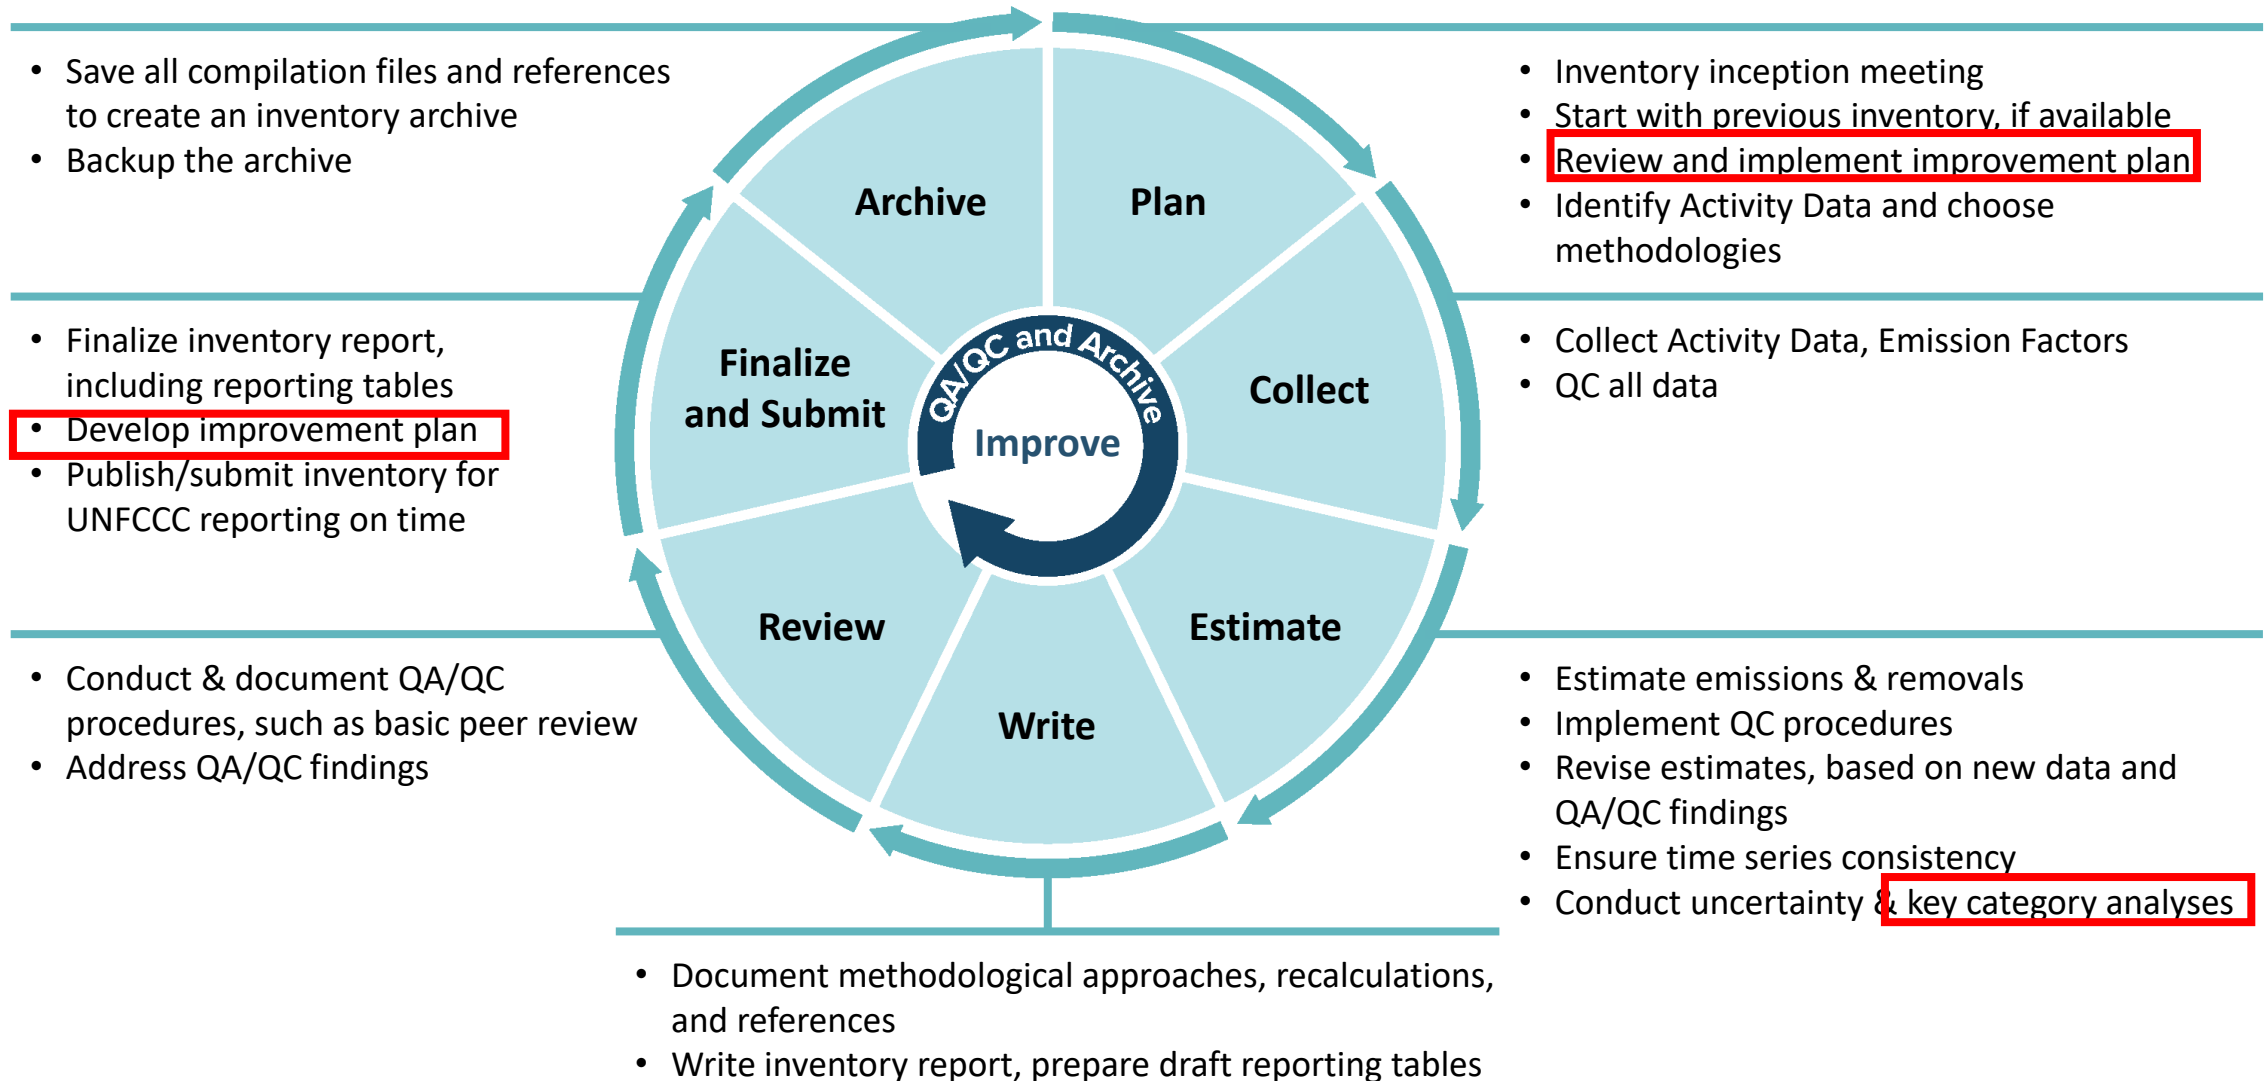 • Save all compilation files and references
to create an inventory archive
• Backup the archive
• Inventory inception meeting
• Start with previous inventory, if available
• Review and implement improvement plan
• Identify Activity Data and choose
methodologies
Archive
Plan
• Finalize inventory report,
including reporting tables
• Develop improvement plan
• Publish/submit inventory for
UNFCCC reporting on time
Finalize
and Submit
QA/QC and Archive
Improve
Collect
• Collect Activity Data, Emission Factors
• QC all data
Review
Write
Estimate
• Conduct & document QA/QC
procedures, such as basic peer review
• Address QA/QC findings
• Estimate emissions & removals
• Implement QC procedures
• Revise estimates, based on new data and
QA/QC findings
• Ensure time series consistency
• Conduct uncertainty & key category analyses
• Document methodological approaches, recalculations,
and references
• Write inventory report, prepare draft reporting tables